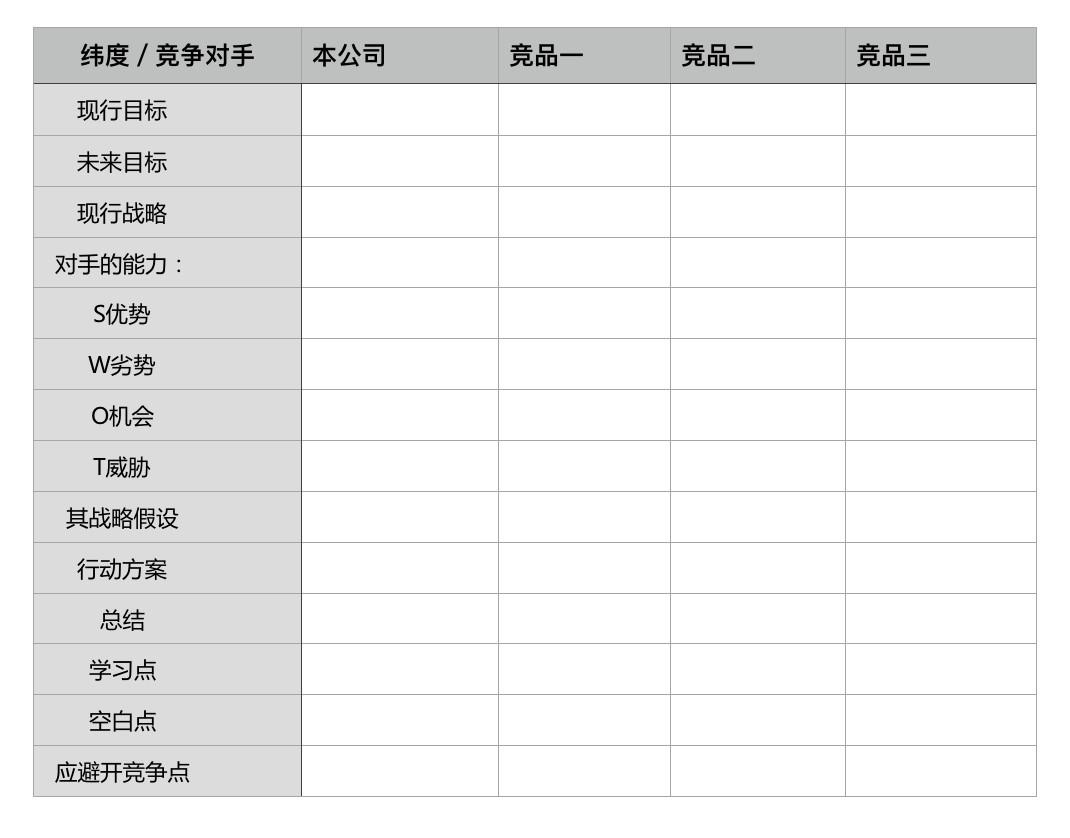 纬度 / 竞争对手 本公司 竞品一 竞品二 竞品三
现行目标
未来目标
现行战略
对手的能力：
S优势
W劣势
O机会
T威胁
其战略假设
行动方案
总结
学习点
空白点
应避开竞争点